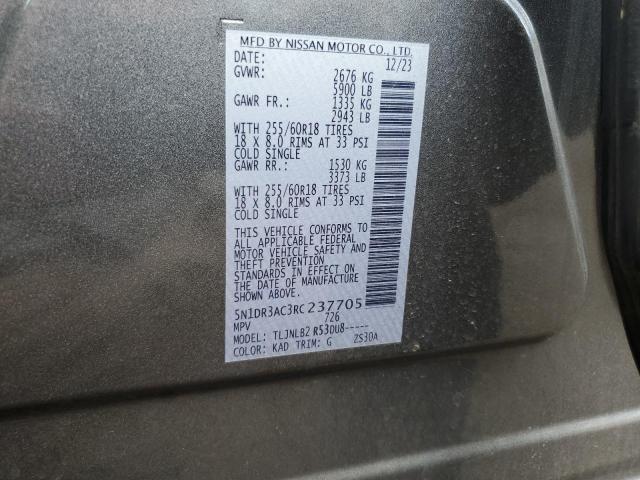 MFD BY NISSAN MOTOR CO., LTD.
DATE: 12/23
GVWR: 2676 KG
5900 LB
GAWR FR.: 1335 KG
2943 LB
WITH 255/60R18 TIRES
18 X 8.0 RIMS AT 33 PSI
COLD SINGLE
GAWR RR.: 1530 KG
3373 LB
WITH 255/60R18 TIRES
18 X 8.0 RIMS AT 33 PSI
COLD SINGLE
THIS VEHICLE CONFORMS TO
ALL APPLICABLE FEDERAL
MOTOR VEHICLE SAFETY AND
THEFT PREVENTION
STANDARDS IN EFFECT ON
THE DATE OF MANUFACTURE
SHOWN ABOVE.
5N1DR3AC3RC237705
MPV 726
MODEL: TLJNLB2 R53DU8-----
COLOR: KAD TRIM: G ZS3DA